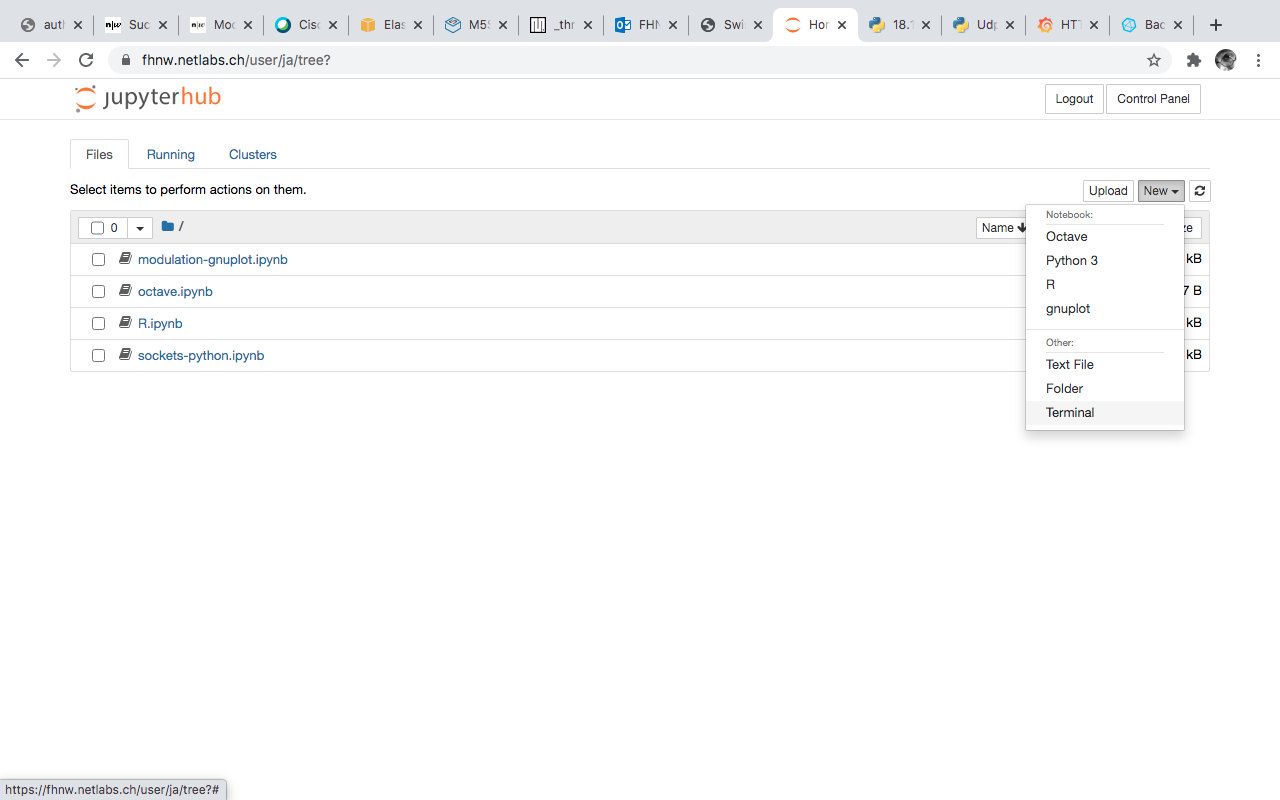 auth Suc Moc Cisc Elas M5S _thr FHN Swi Hor 18.1 Udp HTT Bac
fhnw.netlabs.ch/user/ja/tree?
jupyterhub Logout Control Panel
Files Running Clusters
Select items to perform actions on them. Upload New
0 / Name ze
Notebook:
Octave
modulation-gnuplot.ipynb Python 3 kB
octave.ipynb R 7 B
gnuplot
R.ipynb kB
Other:
sockets-python.ipynb kB
Text File
Folder
Terminal
https://fhnw.netlabs.ch/user/ja/tree?#